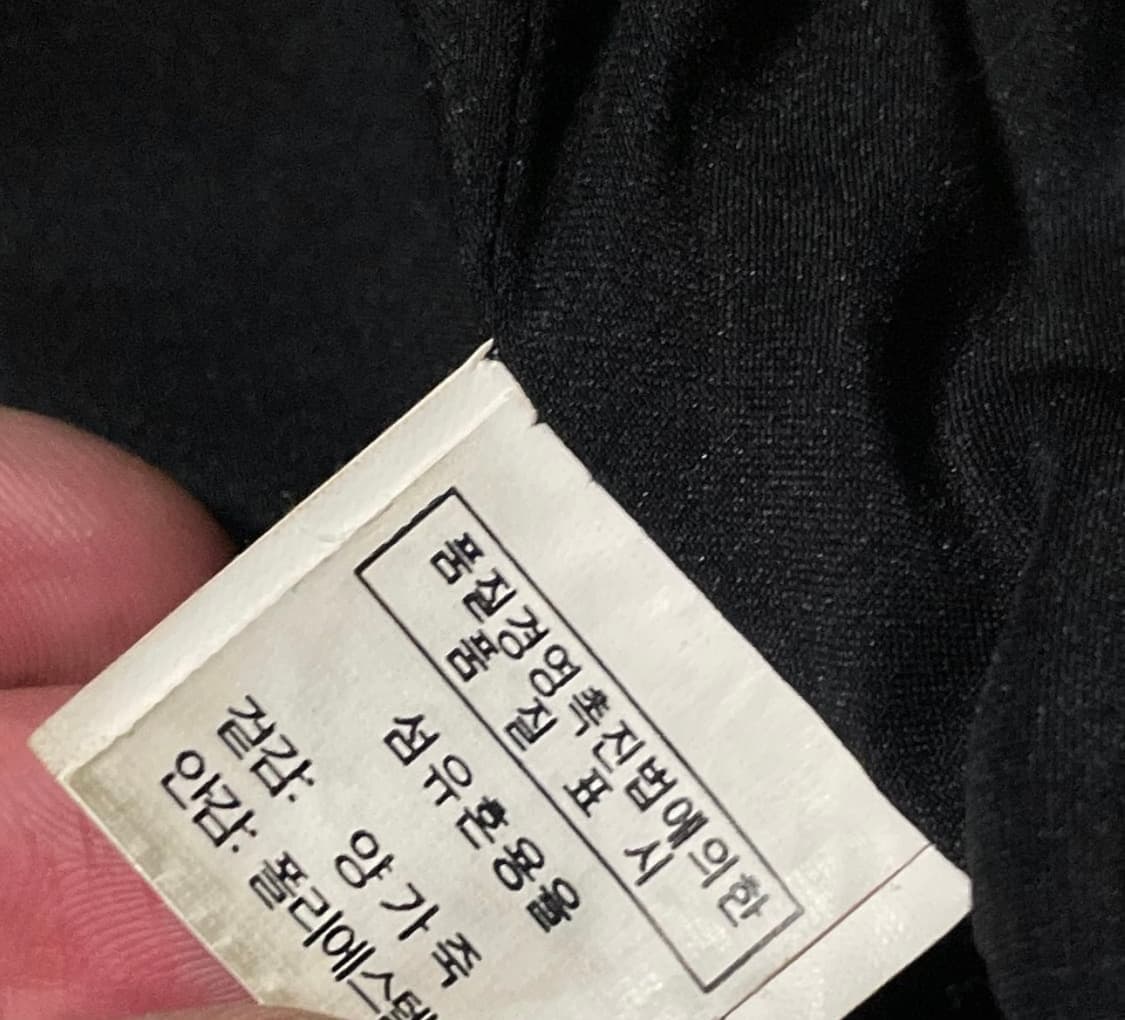 품질경영촉진법에의한
품 질 표 시
섬유혼용율
겉감: 양 가 죽
안감: 폴리에스텔